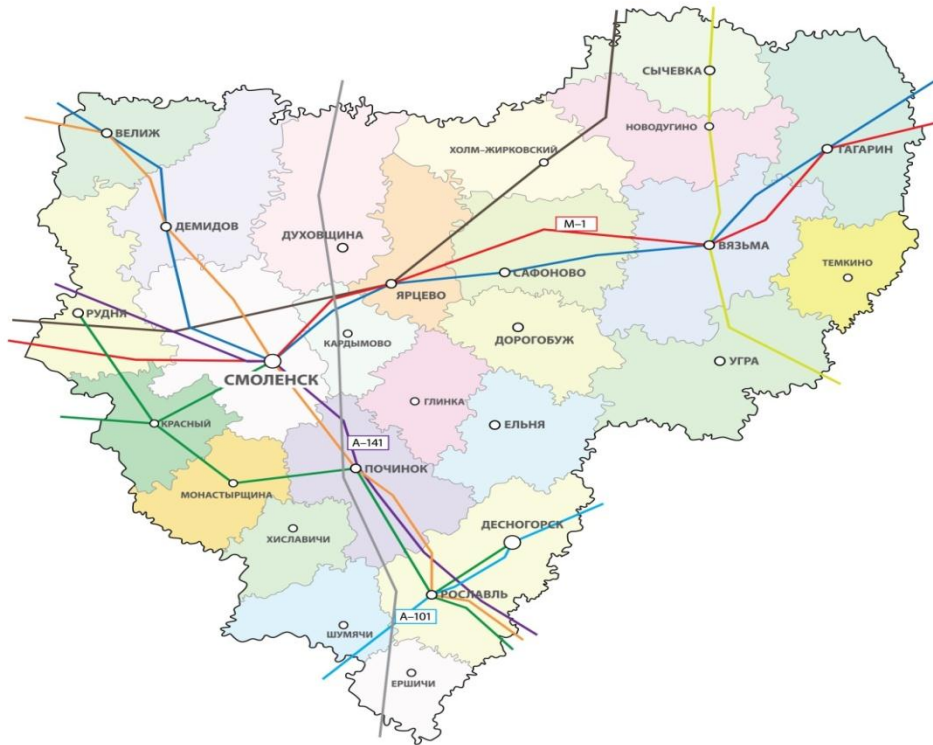 СЫЧЕВКА
ВЕЛИЖ
НОВОДУГИНО
ХОЛМ-ЖИРКОВСКИЙ
ГАГАРИН
ДЕМИДОВ
М-1
ДУХОВЩИНА
ВЯЗЬМА
ТЕМКИНО
САФОНОВО
ЯРЦЕВО
РУДНЯ
КАРДЫМОВО
ДОРОГОБУЖ
УГРА
СМОЛЕНСК
ГЛИНКА
КРАСНЫЙ
ЕЛЬНЯ
А-141
ПОЧИНОК
МОНАСТЫРЩИНА
ДЕСНОГОРСК
ХИСЛАВИЧИ
РОСЛАВЛЬ
А-101
ШУМЯЧИ
ЕРШИЧИ